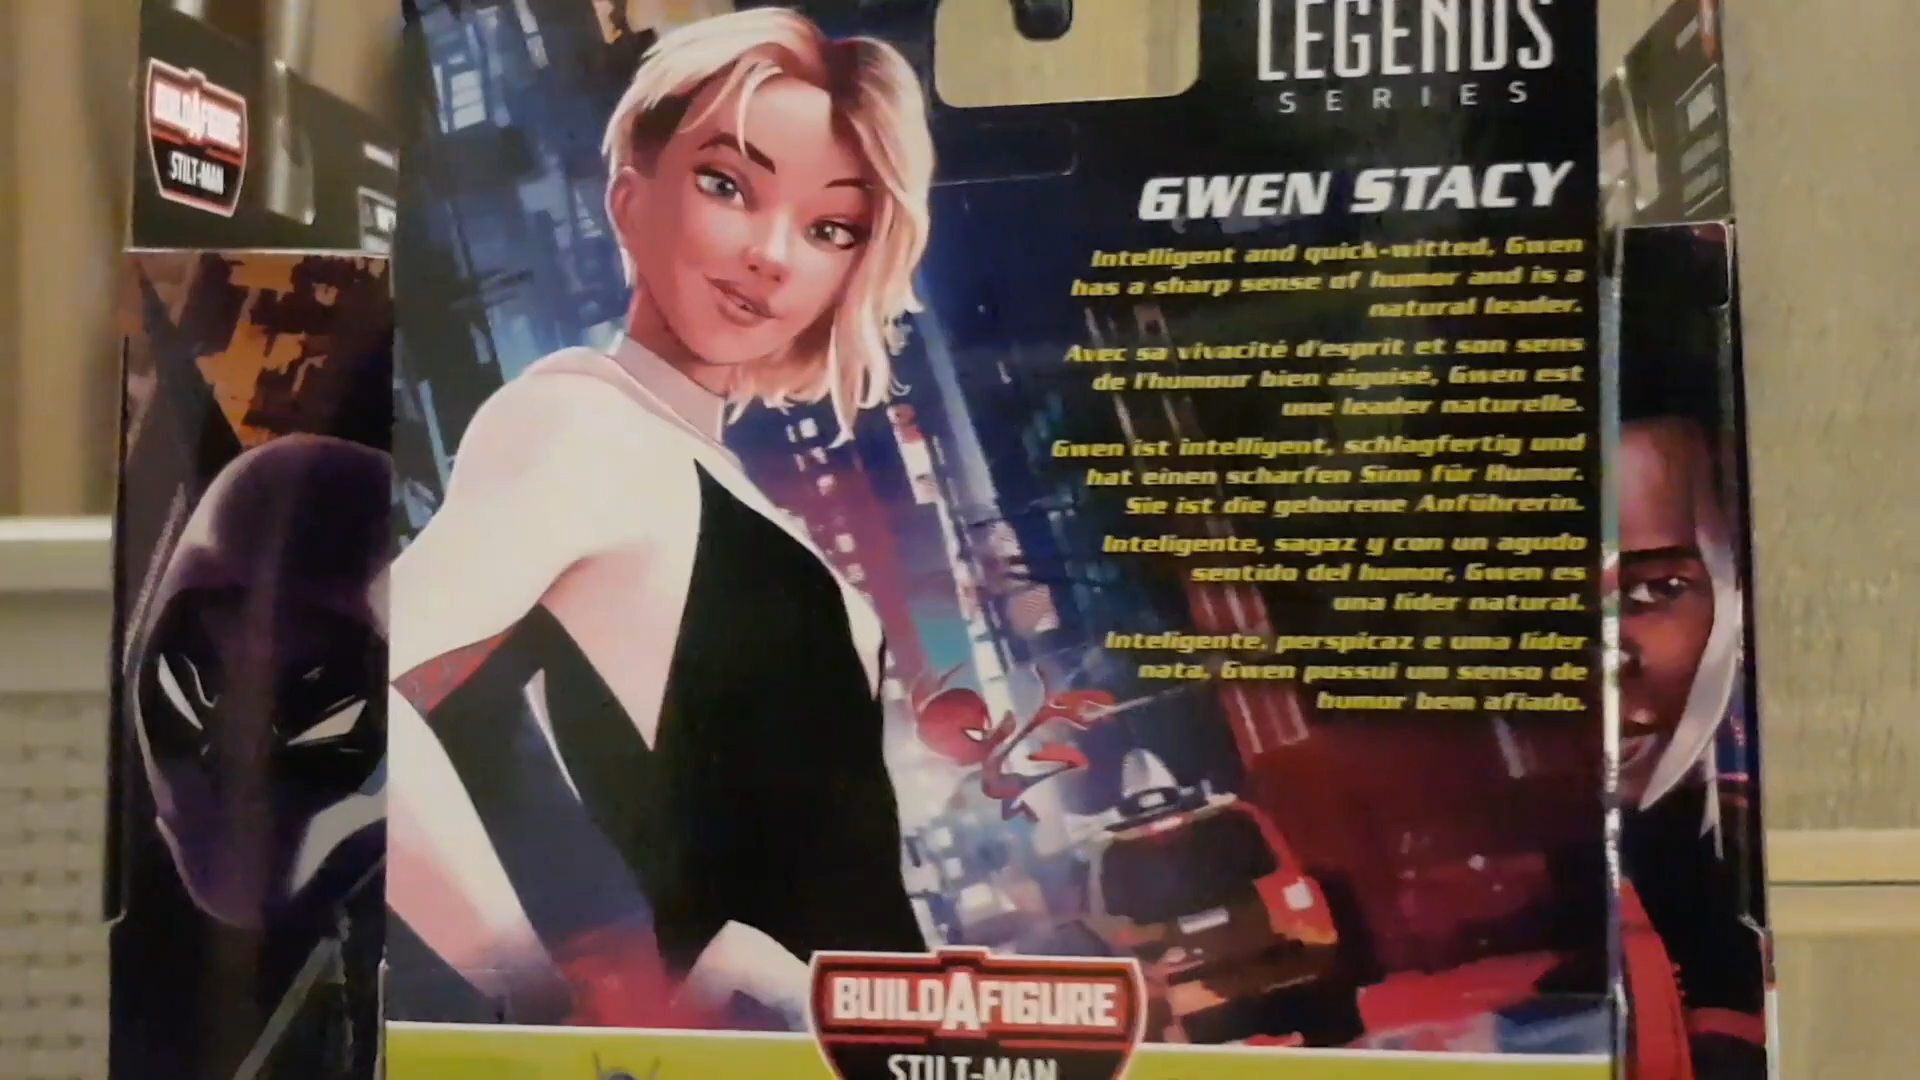 LEGENDS
SERIES
BUILD A FIGURE
STILT-MAN
GWEN STACY
Intelligent and quick-witted, Gwen
has a sharp sense of humor and is a
natural leader.
Avec sa vivacité d'esprit et son sens
de l'humour bien aiguisé, Gwen est
une leader naturelle.
Gwen ist intelligent, schlagfertig und
hat einen scharfen Sinn für Humor.
Sie ist die geborene Anführerin.
Inteligente, sagaz y con un agudo
sentido del humor, Gwen es
una líder natural.
Inteligente, perspicaz e uma líder
nata, Gwen possui um senso de
humor bem afiado.
BUILD A FIGURE
STILT-MAN